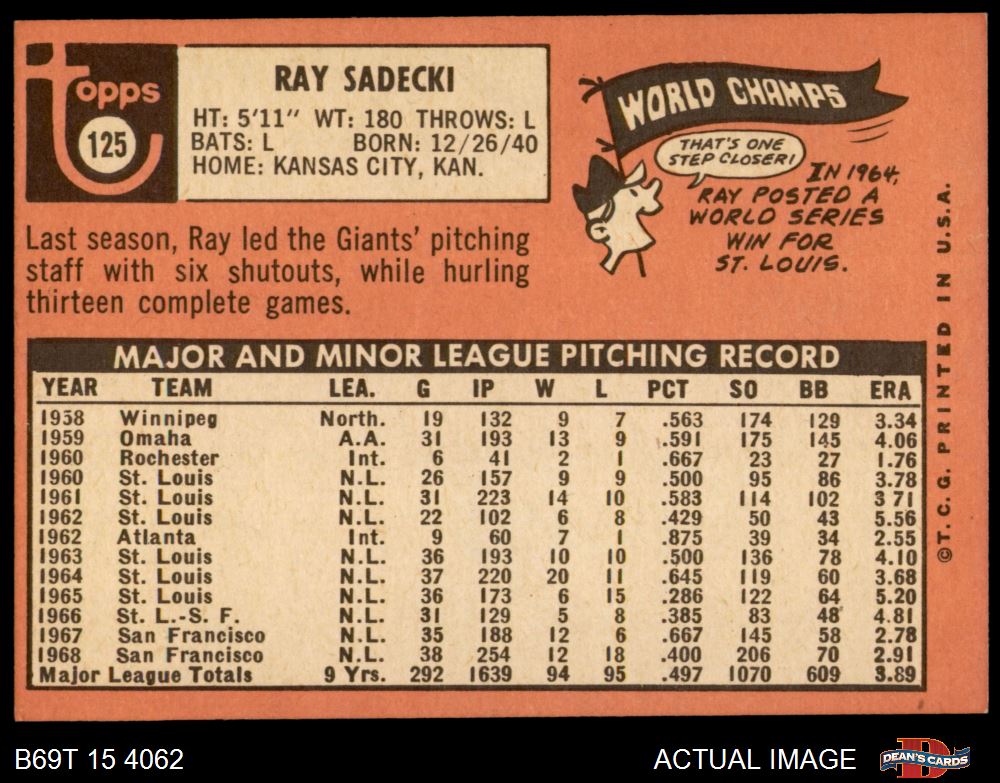 topps
125
RAY SADECKI
HT: 5'11" WT: 180 THROWS: L
BATS: L BORN: 12/26/40
HOME: KANSAS CITY, KAN.
WORLD CHAMPS
THAT'S ONE
STEP CLOSER!
IN 1964,
RAY POSTED A
WORLD SERIES
WIN FOR
ST. LOUIS.
Last season, Ray led the Giants' pitching
staff with six shutouts, while hurling
thirteen complete games.
MAJOR AND MINOR LEAGUE PITCHING RECORD
YEAR TEAM LEA. G IP W L PCT SO BB ERA
1958 Winnipeg North. 19 132 9 7 .563 174 129 3.34
1959 Omaha A.A. 31 193 13 9 .591 175 145 4.06
1960 Rochester Int. 6 41 2 1 .667 23 27 1.76
1960 St. Louis N.L. 26 157 9 9 .500 95 86 3.78
1961 St. Louis N.L. 31 223 14 10 .583 114 102 3 71
1962 St. Louis N.L. 22 102 6 8 .429 50 43 5.56
1962 Atlanta Int. 9 60 7 1 .875 39 34 2.55
1963 St. Louis N.L. 36 193 10 10 .500 136 78 4.10
1964 St. Louis N.L. 37 220 20 11 .645 119 60 3.68
1965 St. Louis N.L. 36 173 6 15 .286 122 64 5.20
1966 St. L.-S. F. N.L. 31 129 5 8 .385 83 48 4.81
1967 San Francisco N.L. 35 188 12 6 .667 145 58 2.78
1968 San Francisco N.L. 38 254 12 18 .400 206 70 2.91
Major League Totals 9 Yrs. 292 1639 94 95 .497 1070 609 3.89
©T. C. G. PRINTED IN U.S.A.
B69T 15 4062
ACTUAL IMAGE
DEAN'S CARDS